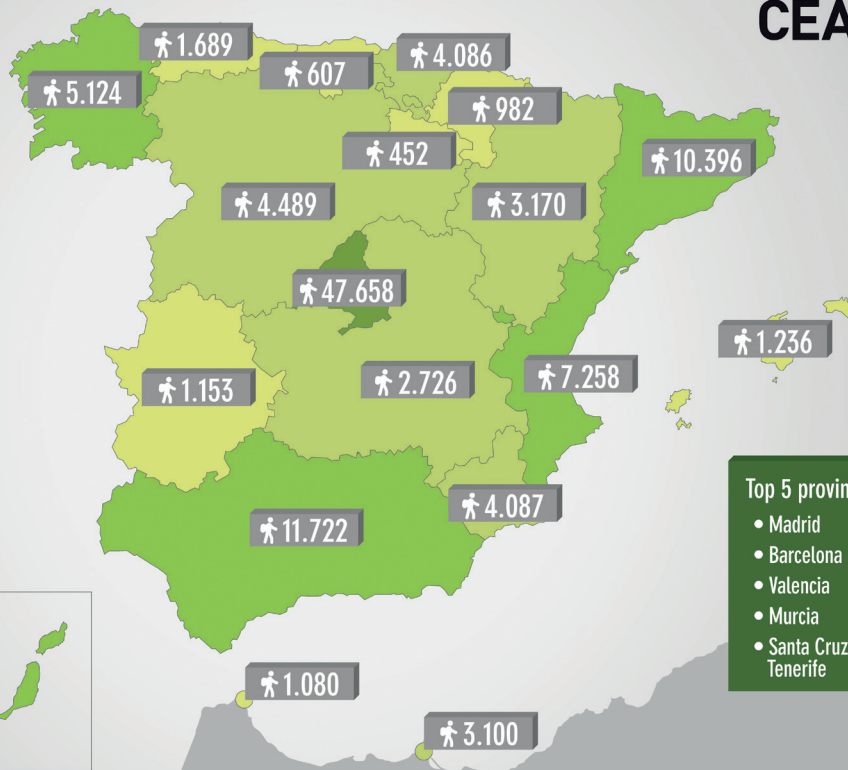 CEA
1.689
4.086
607
5.124
982
452
10.396
4.489
3.170
47.658
1.236
1.153
2.726
7.258
4.087
11.722
Top 5 provin
• Madrid
• Barcelona
• Valencia
• Murcia
• Santa Cruz
Tenerife
1.080
3.100